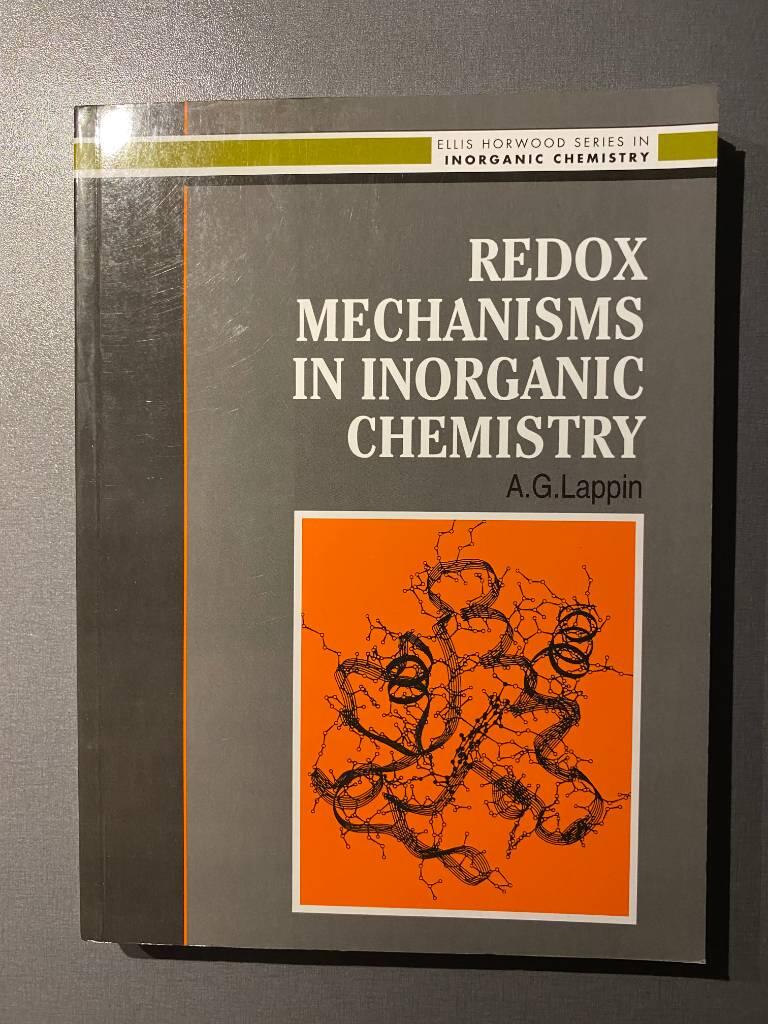 ELLIS HORWOOD SERIES IN
INORGANIC CHEMISTRY
REDOX
MECHANISMS
IN INORGANIC
CHEMISTRY
A.G.Lappin